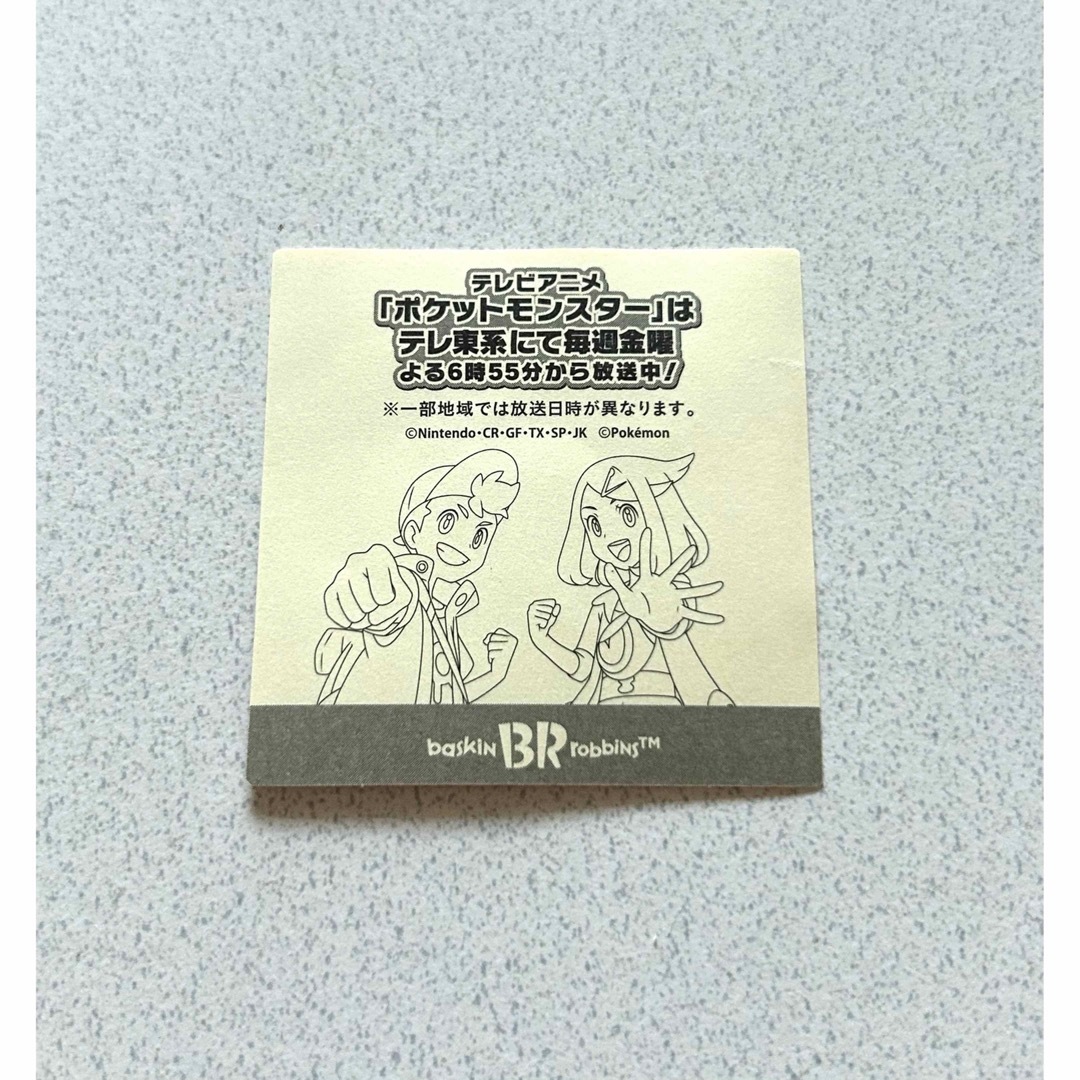 テレビアニメ
「ポケットモンスター」は
テレ東系にて毎週金曜
よる6時55分から放送中!
※一部地域では放送日時が異なります。
©Nintendo・CR・GF・TX・SP・JK ©Pokémon
baskin BR robbins™